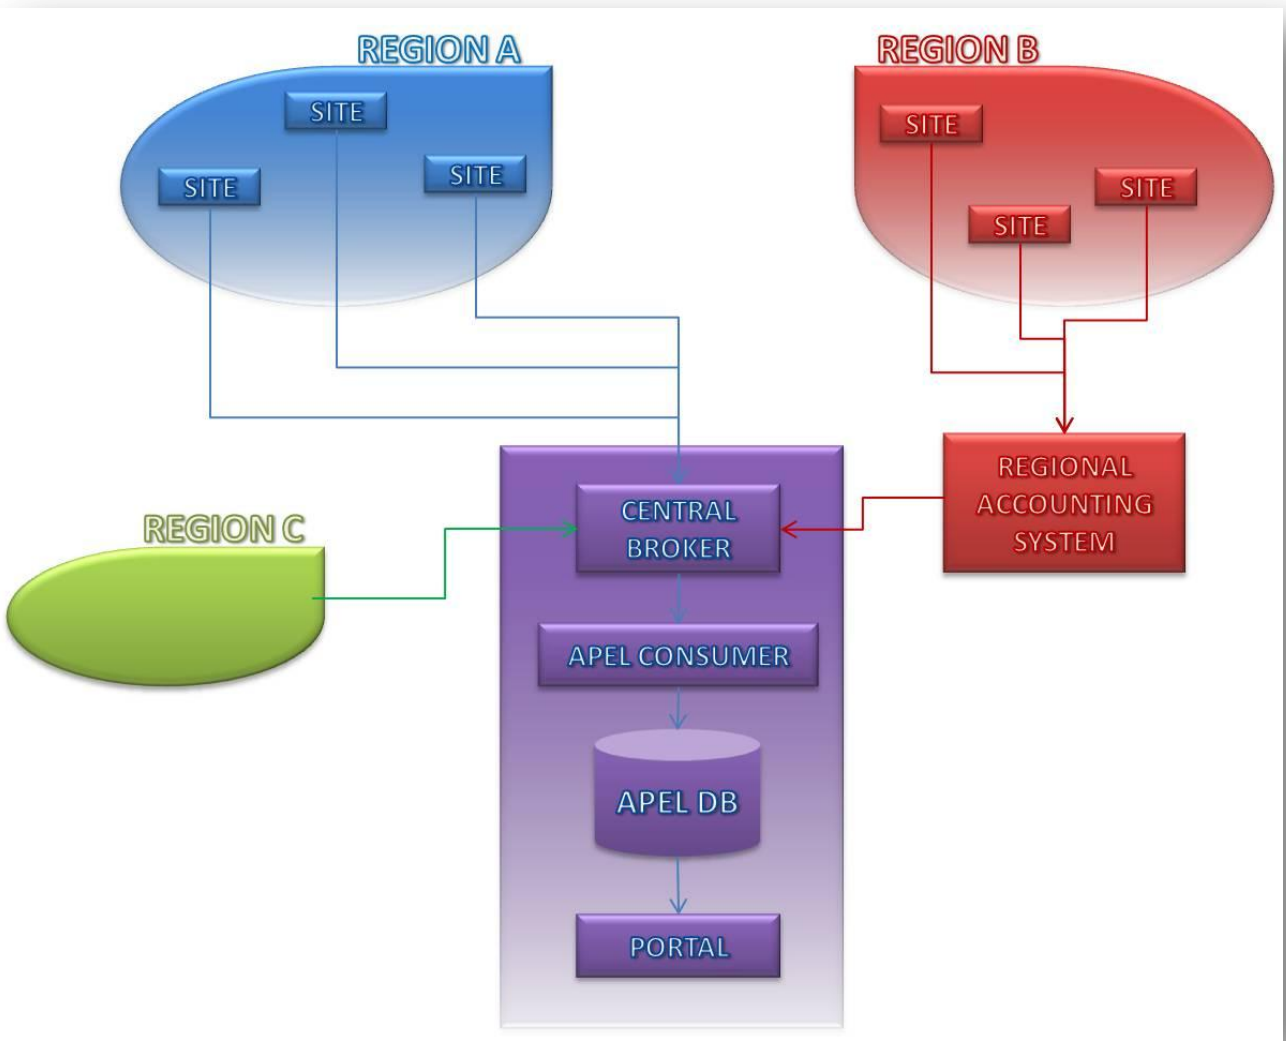 REGION A
SITE
SITE
SITE
REGION B
SITE
SITE
SITE
REGIONAL
ACCOUNTING
SYSTEM
REGION C
CENTRAL
BROKER
APEL CONSUMER
APEL DB
PORTAL